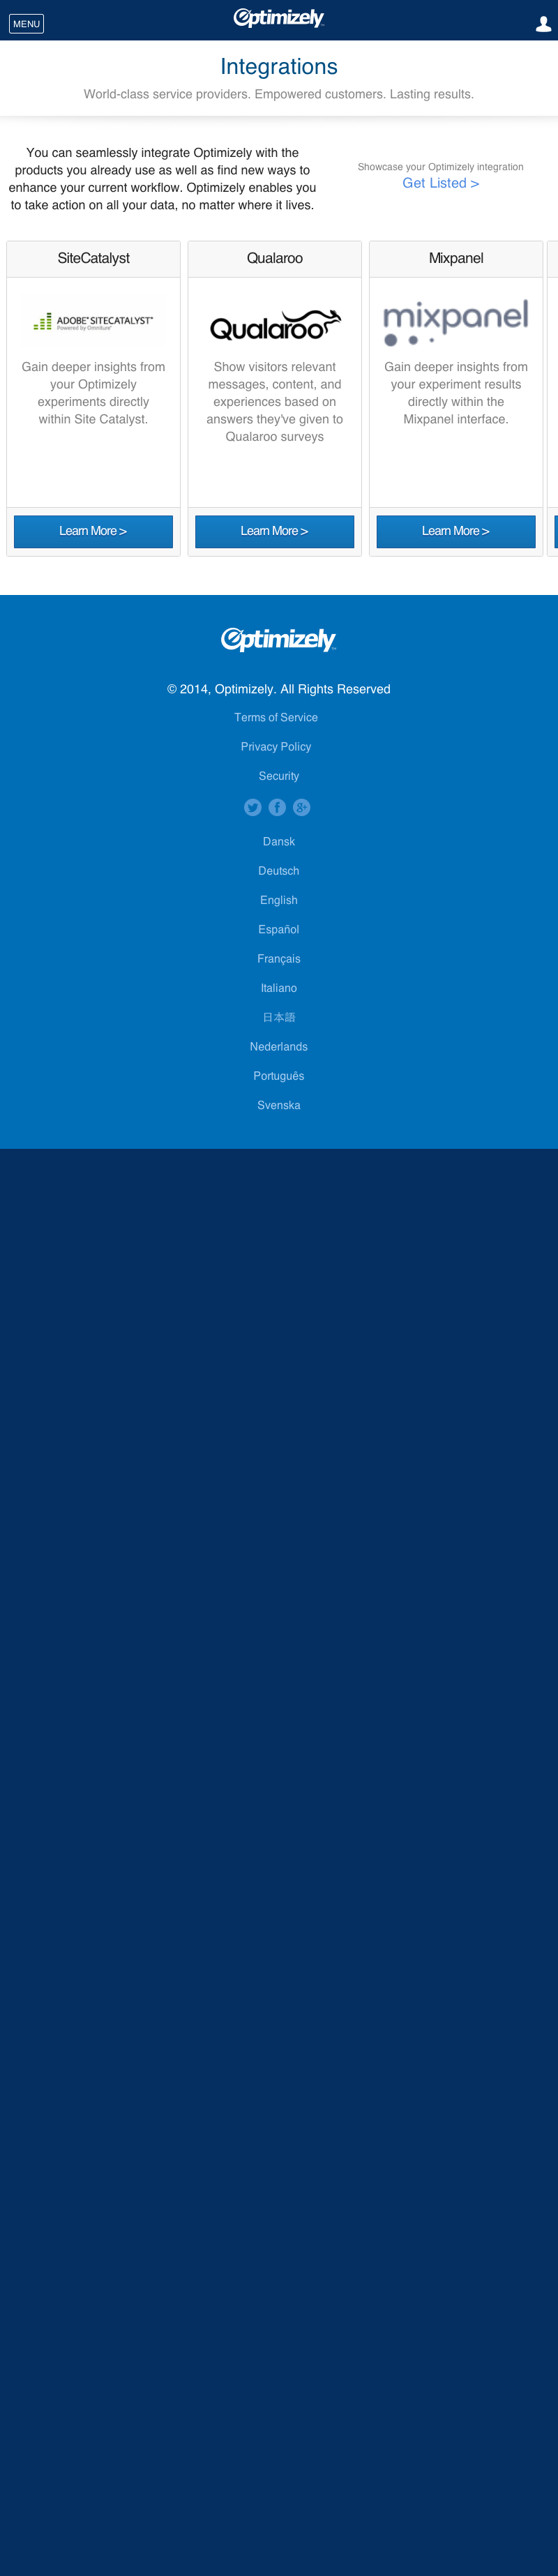 MENU
Optimizely
Integrations
World-class service providers. Empowered customers. Lasting results.
You can seamlessly integrate Optimizely with the
products you already use as well as find new ways to
enhance your current workflow. Optimizely enables you
to take action on all your data, no matter where it lives.
Showcase your Optimizely integration
Get Listed >
SiteCatalyst
ADOBE® SITECATALYST®
Powered by Omniture®
Gain deeper insights from
your Optimizely
experiments directly
within Site Catalyst.
Learn More >
Qualaroo
Qualaroo
Show visitors relevant
messages, content, and
experiences based on
answers they've given to
Qualaroo surveys
Learn More >
Mixpanel
mixpanel
Gain deeper insights from
your experiment results
directly within the
Mixpanel interface.
Learn More >
Optimizely
© 2014, Optimizely. All Rights Reserved
Terms of Service
Privacy Policy
Security
Dansk
Deutsch
English
Español
Français
Italiano
日本語
Nederlands
Português
Svenska